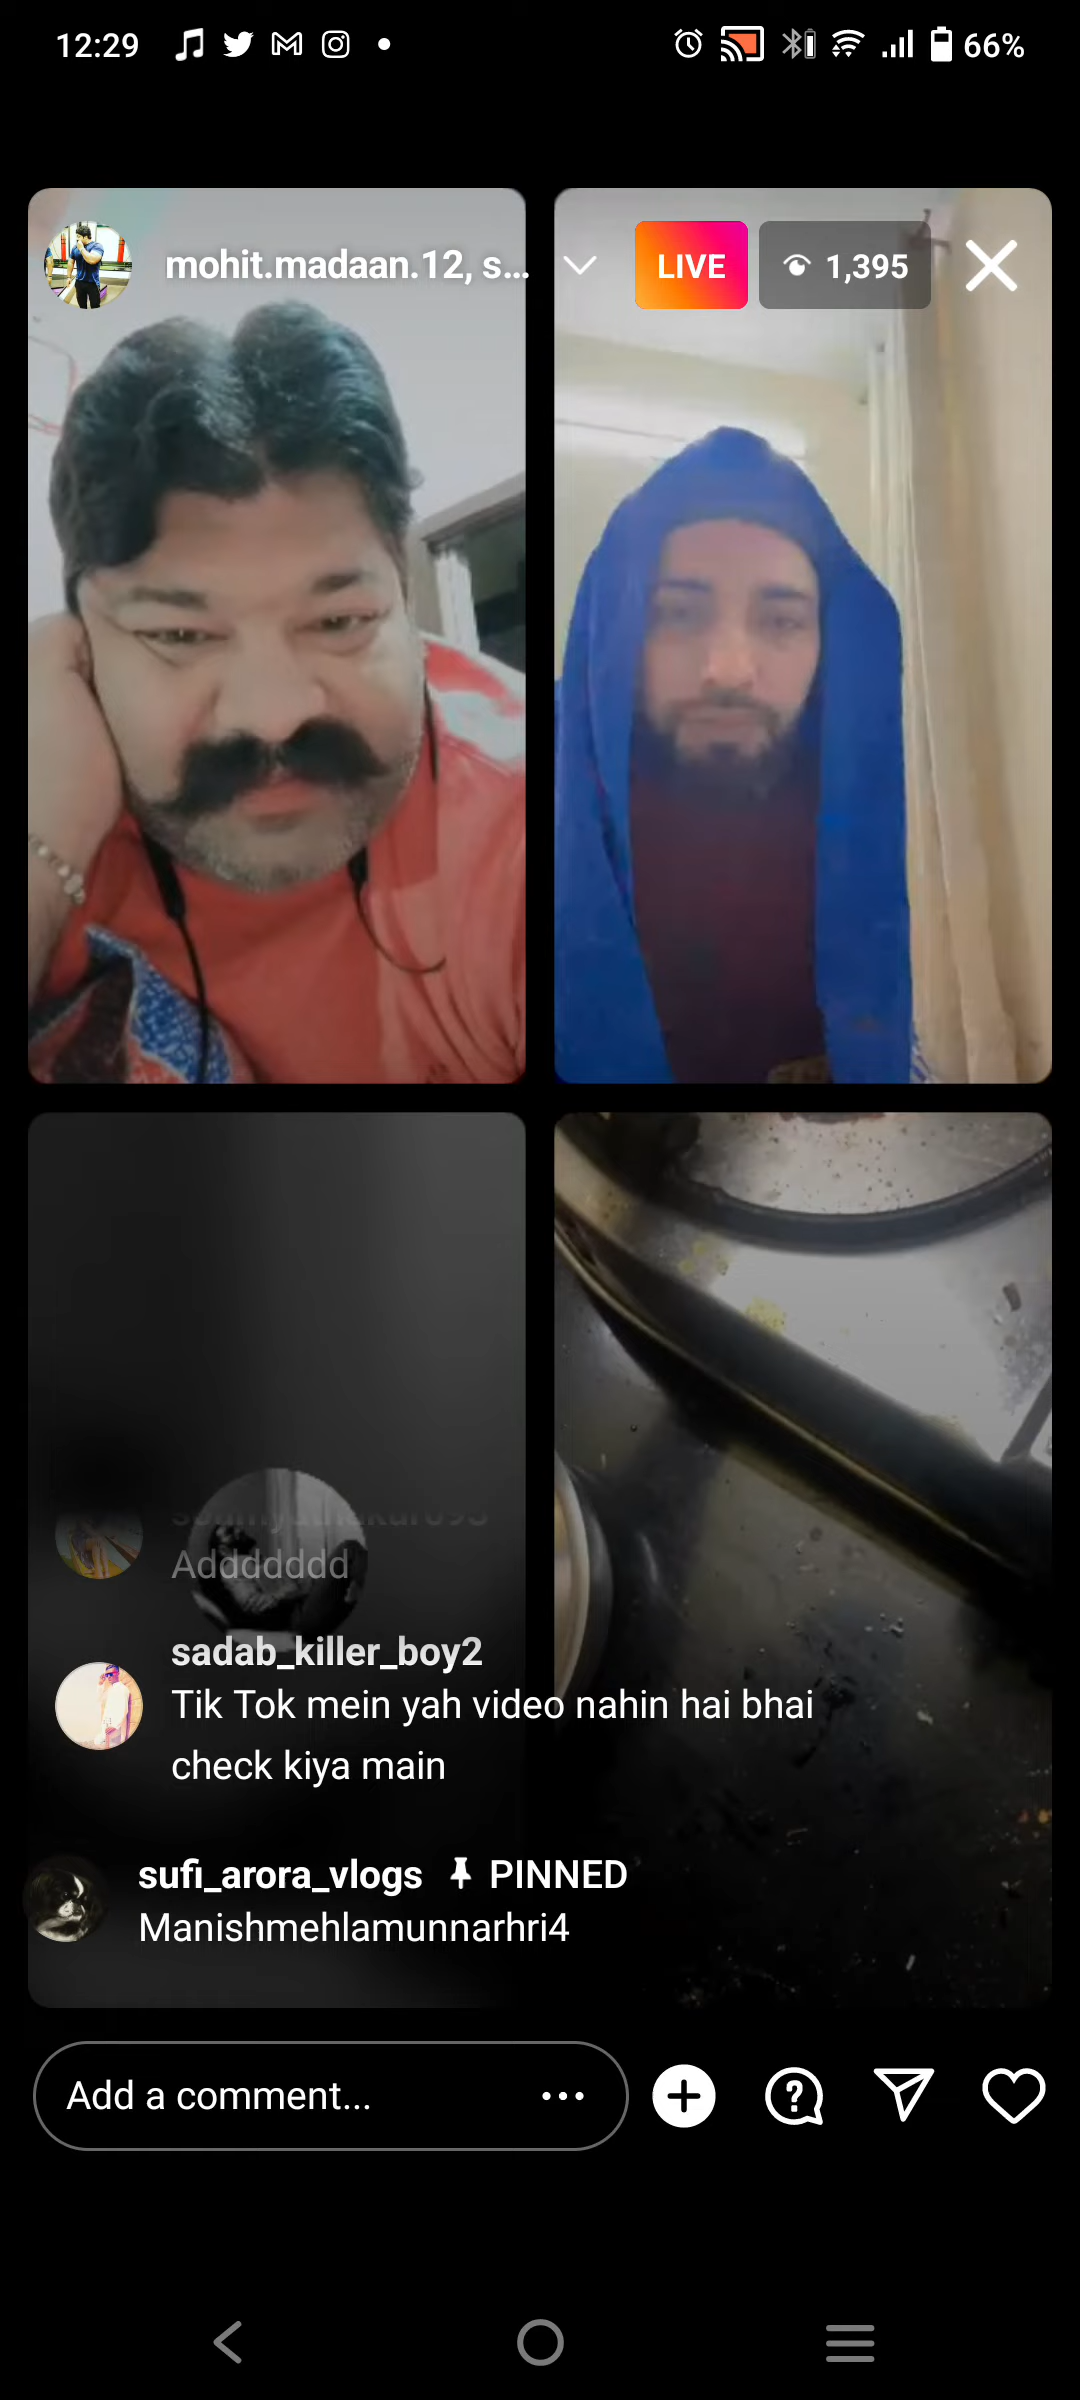 12:29
66%
mohit.madaan.12, s...
LIVE
1,395
Addddddd
sadab_killer_boy2
Tik Tok mein yah video nahin hai bhai
check kiya main
sufi_arora_vlogs PINNED
Manishmehlamunnarhri4
Add a comment...